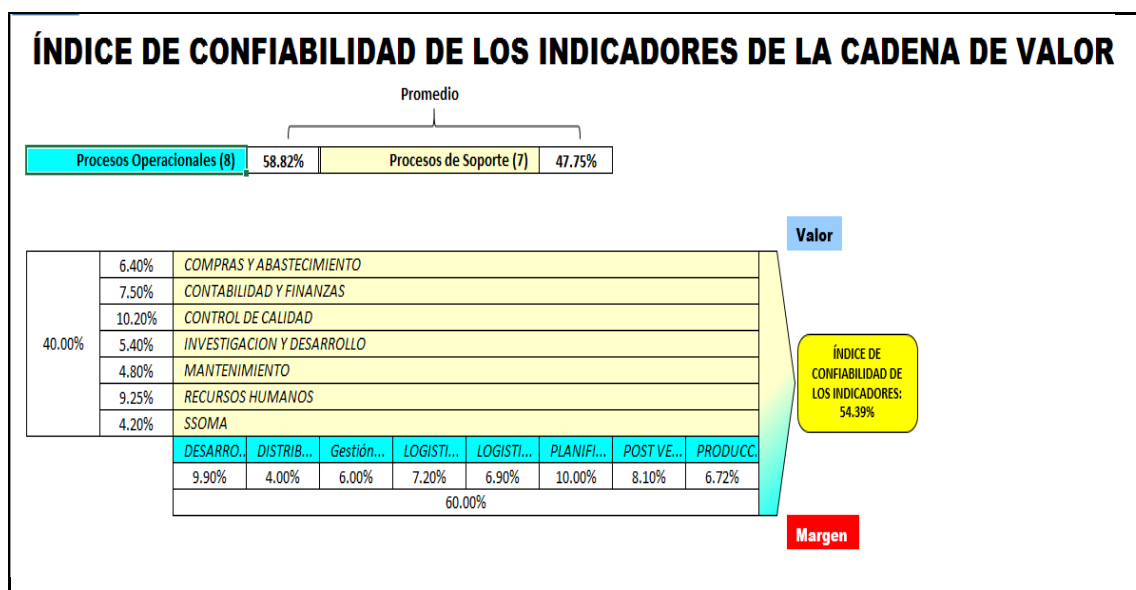 ÍNDICE DE CONFIABILIDAD DE LOS INDICADORES DE LA CADENA DE VALOR
Promedio
Procesos Operacionales (8) 58.82% Procesos de Soporte (7) 47.75%
Valor
6.40% COMPRAS Y ABASTECIMIENTO
7.50% CONTABILIDAD Y FINANZAS
10.20% CONTROL DE CALIDAD
40.00% 5.40% INVESTIGACION Y DESARROLLO
4.80% MANTENIMIENTO
9.25% RECURSOS HUMANOS
4.20% SSOMA
ÍNDICE DE
CONFIABILIDAD DE
LOS INDICADORES:
54.39%
DESARRO.. DISTRIB... Gestión... LOGISTI... LOGISTI... PLANIFI... POST VE... PRODUCC.
9.90% 4.00% 6.00% 7.20% 6.90% 10.00% 8.10% 6.72%
60.00%
Margen